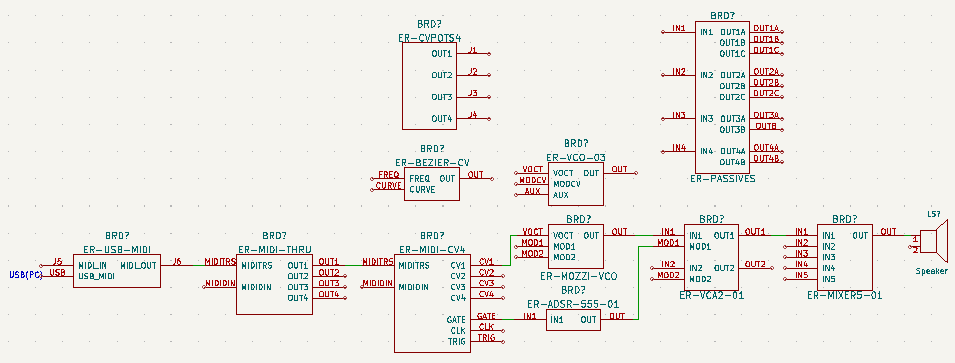 BRD?
ER-CVPOTS4
OUT1 J1
OUT2 J2
OUT3 J3
OUT4 J4
BRD?
IN1 IN1 OUT1A OUT1A
OUT1B OUT1B
OUT1C OUT1C
IN2 IN2 OUT2A OUT2A
OUT2B OUT2B
OUT2C OUT2C
IN3 IN3 OUT3A OUT3A
OUT3B OUTB
IN4 IN4 OUT4A OUT4A
OUT4B OUT4B
ER-PASSIVES
BRD?
ER-BEZIER-CV
FREQ FREQ OUT OUT
CURVE CURVE
BRD?
ER-VCO-03
VOCT VOCT OUT OUT
MODCV MODCV
AUX AUX
BRD?
ER-USB-MIDI
J5 MIDI_IN MIDI_OUT J6
USB(PC) USB USB_MIDI
BRD?
ER-MIDI-THRU
MIDITRS MIDITRS OUT1 OUT1
OUT2 OUT2
MIDIDIN MIDIDIN OUT3 OUT3
OUT4 OUT4
BRD?
ER-MIDI-CV4
MIDITRS MIDITRS CV1 CV1
CV2 CV2
MIDIDIN MIDIDIN CV3 CV3
CV4 CV4
GATE GATE
CLK CLK
TRIG TRIG
BRD?
VOCT VOCT OUT OUT
MOD1 MOD1
MOD2 MOD2
ER-MOZZI-VCO
BRD?
ER-ADSR-555-01
IN1 IN1 OUT OUT
BRD?
IN1 IN1 OUT1 OUT1
MOD1 MOD1
IN2 IN2 OUT2 OUT2
MOD2 MOD2
ER-VCA2-01
BRD?
IN1 IN1 OUT OUT
IN2 IN2
IN3 IN3
IN4 IN4
IN5 IN5
ER-MIXER5-01
LS?
1
2
Speaker